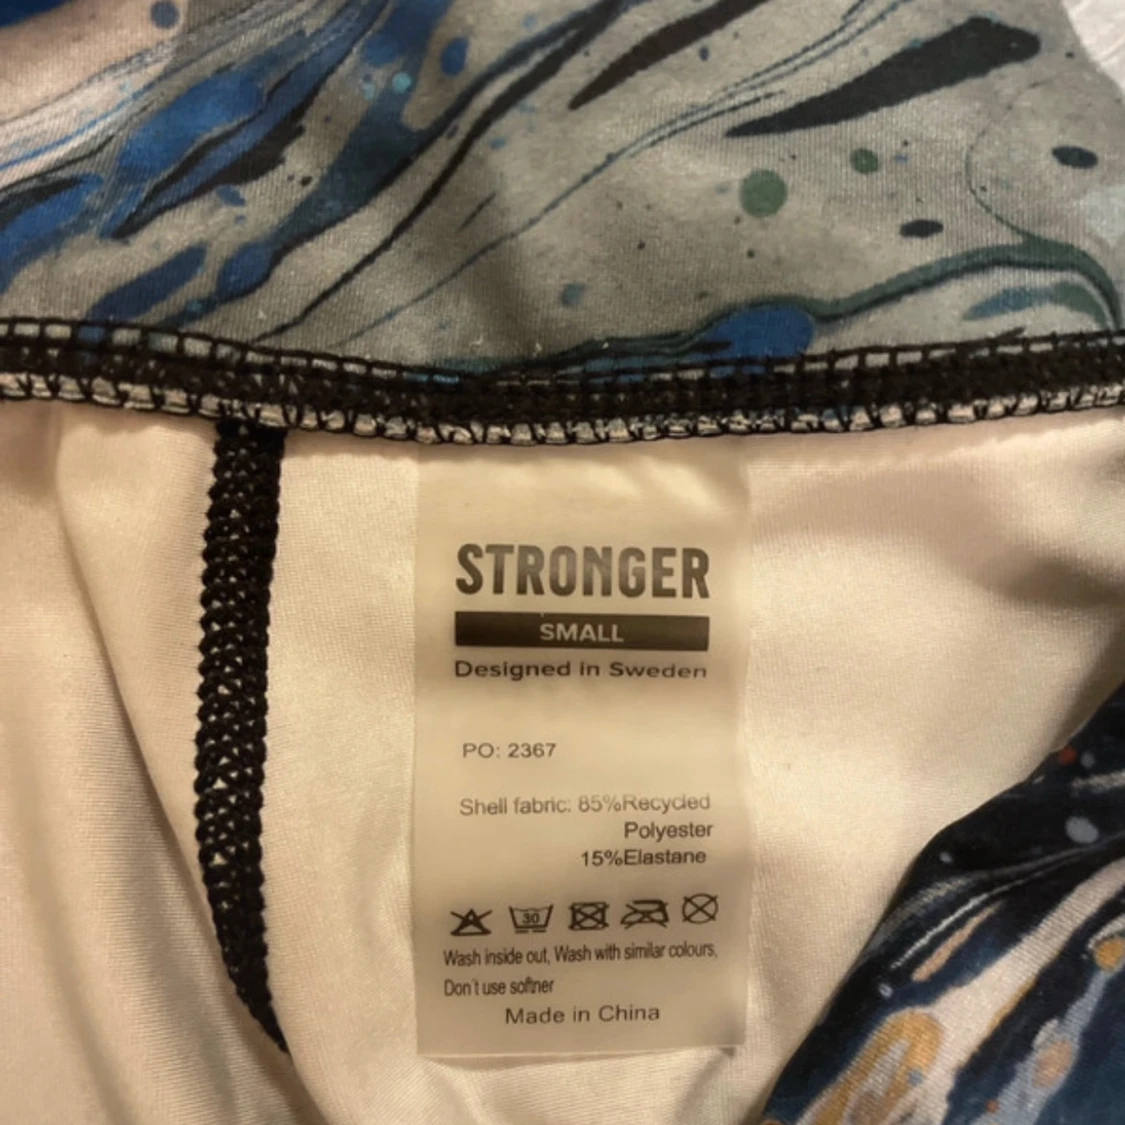 STRONGER
SMALL
Designed in Sweden
PO: 2367
Shell fabric: 85%Recycled
Polyester
15%Elastane
30
Wash inside out, Wash with similar colours,
Don't use softner
Made in China